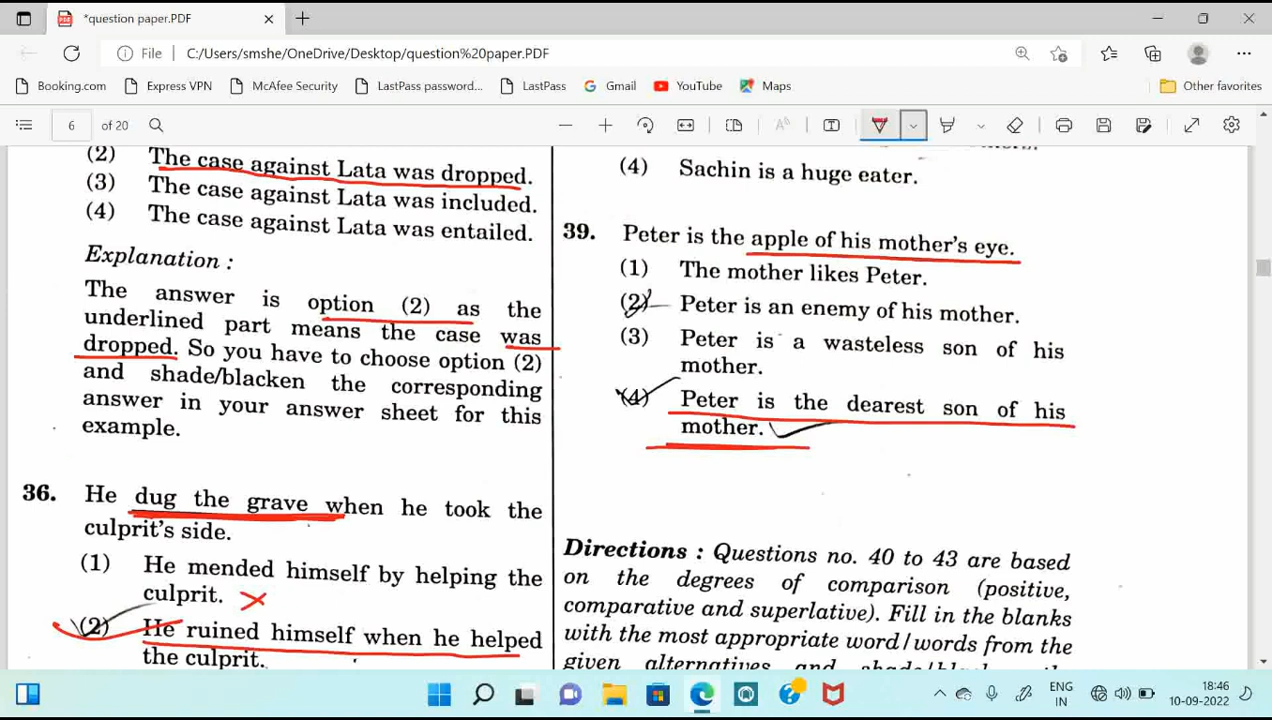 *question paper.PDF
File
C:/Users/smshe/OneDrive/Desktop/question%20paper.PDF
Booking.com
Express VPN
McAfee Security
LastPass password...
LastPass
Gmail
YouTube
Maps
Other favorites
6 of 20
(2) The case against Lata was dropped.
(3) The case against Lata was included.
(4) The case against Lata was entailed.
Explanation :
The answer is option (2) as the
underlined part means the case was
dropped. So you have to choose option (2)
and shade/blacken the corresponding
answer in your answer sheet for this
example.
36. He dug the grave when he took the
culprit's side.
(1) He mended himself by helping the
culprit.
(2) He ruined himself when he helped
the culprit.
(4) Sachin is a huge eater.
39. Peter is the apple of his mother's eye.
(1) The mother likes Peter.
(2) Peter is an enemy of his mother.
(3) Peter is a wasteless son of his
mother.
(4) Peter is the dearest son of his
mother.
Directions : Questions no. 40 to 43 are based
on the degrees of comparison (positive,
comparative and superlative). Fill in the blanks
with the most appropriate word/words from the
given alternatives and
ENG
IN
18:46
10-09-2022